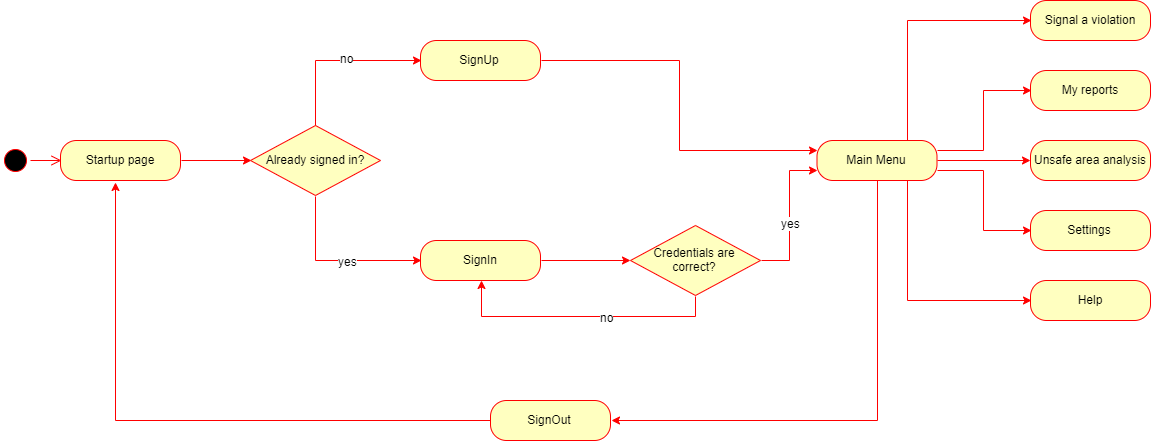 Signal a violation
no
SignUp
My reports
Startup page
Already signed in?
Main Menu
Unsafe area analysis
yes
Settings
yes
SignIn
Credentials are
correct?
Help
no
SignOut